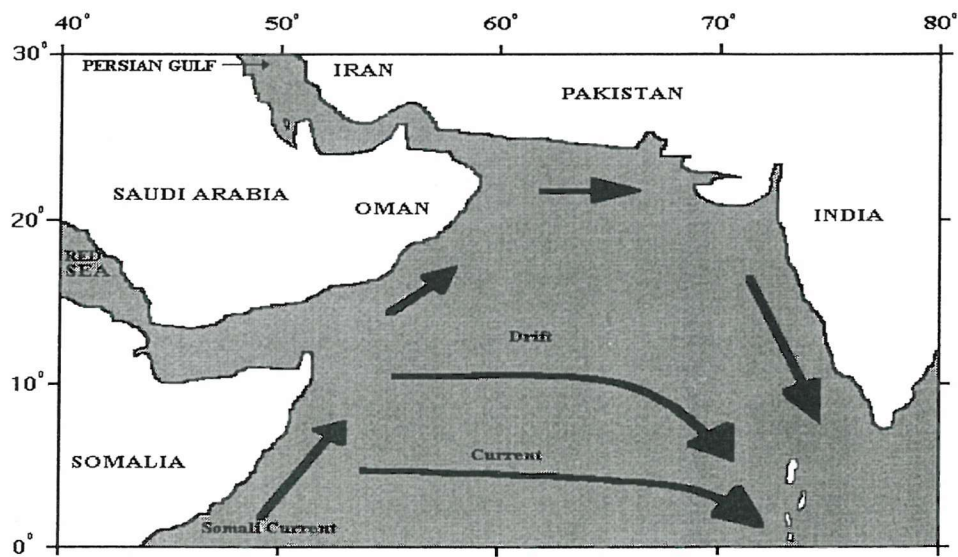 40°
50°
60°
70°
80°
30°
PERSIAN GULF
IRAN
PAKISTAN
SAUDI ARABIA
OMAN
INDIA
20°
RED
SEA
Drift
10°
SOMALIA
Current
Somali Current
0°